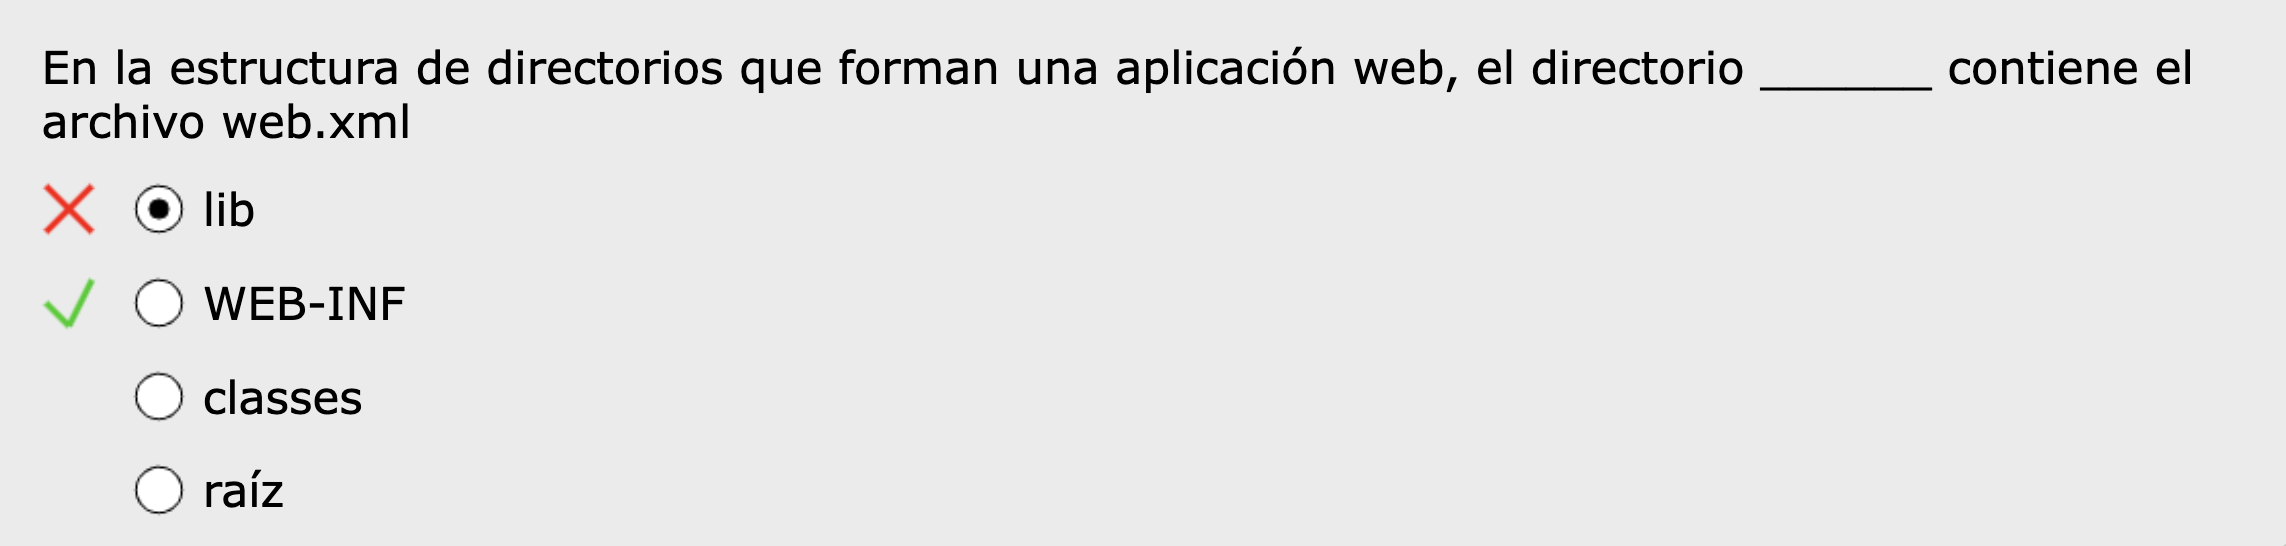 En la estructura de directorios que forman una aplicación web, el directorio _______ contiene el
archivo web.xml
lib
WEB-INF
classes
raíz